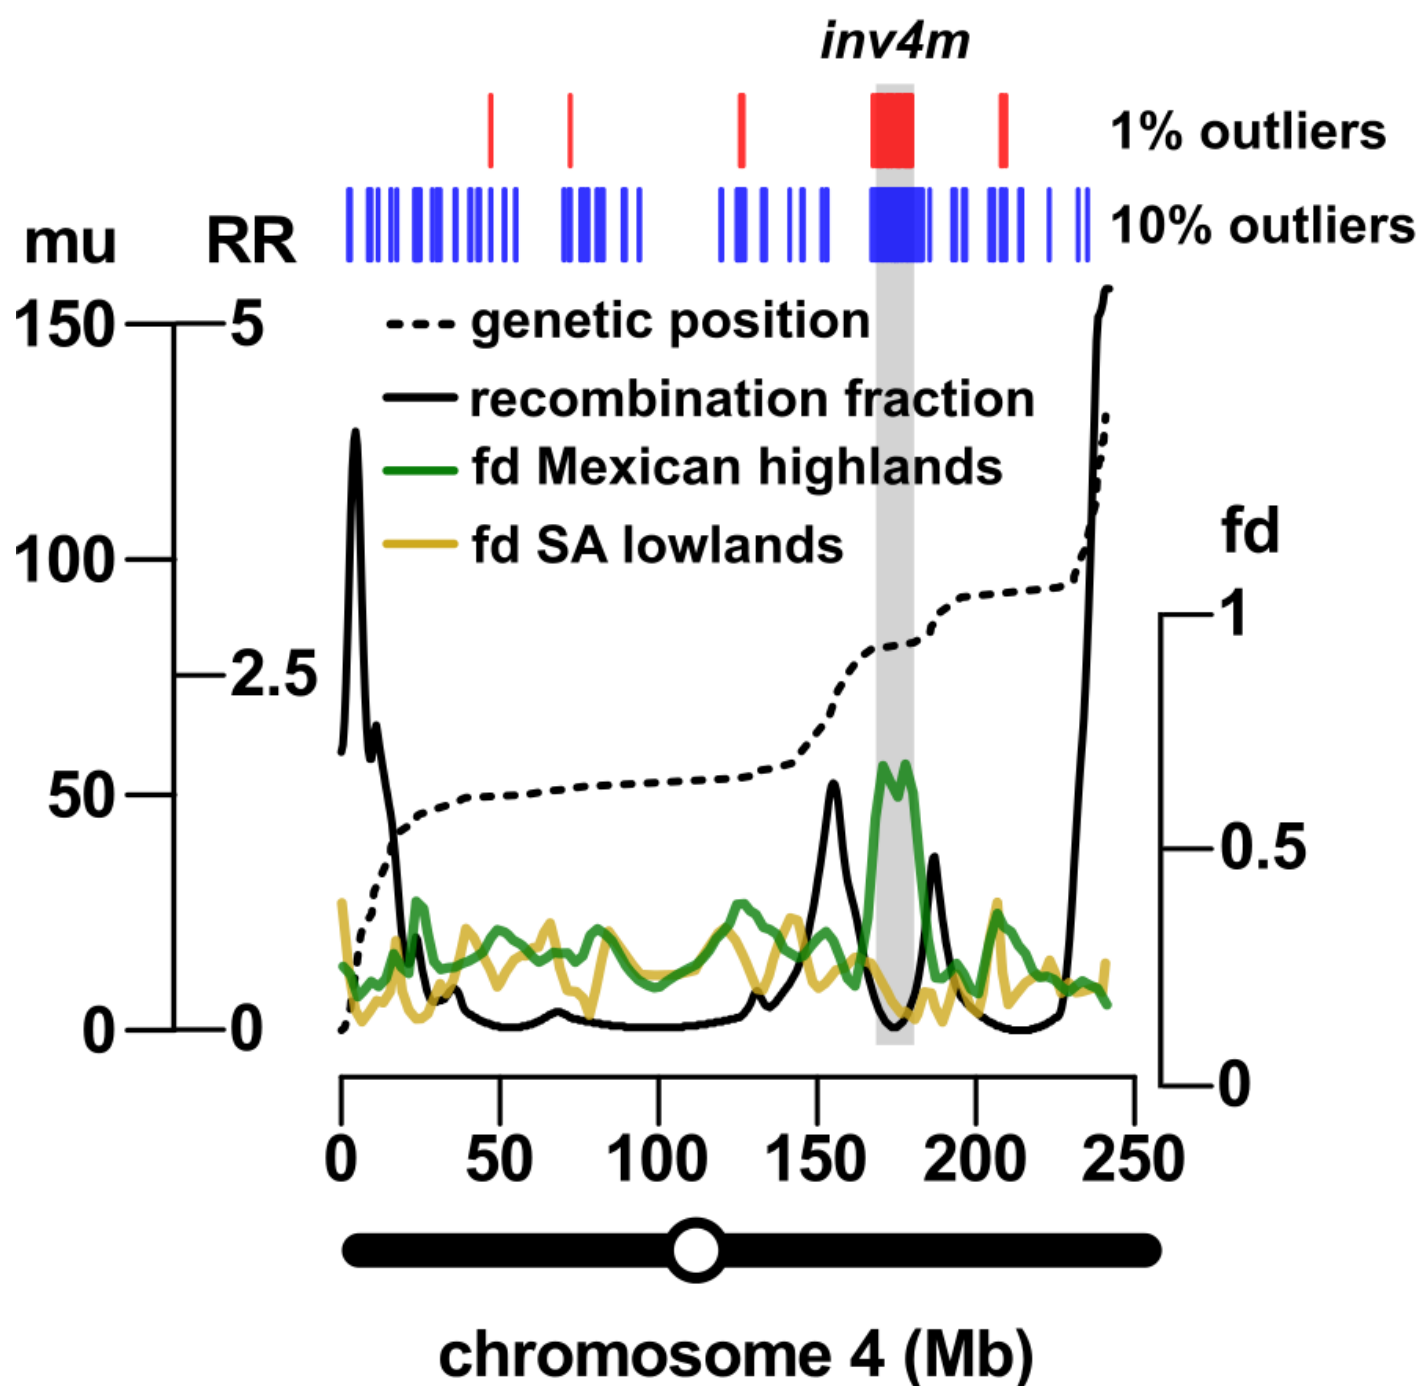 inv4m
1% outliers
10% outliers
mu RR
150 5
genetic position
recombination fraction
fd Mexican highlands
fd SA lowlands
100
fd
1
2.5
50
0.5
0 0
0
0 50 100 150 200 250
chromosome 4 (Mb)